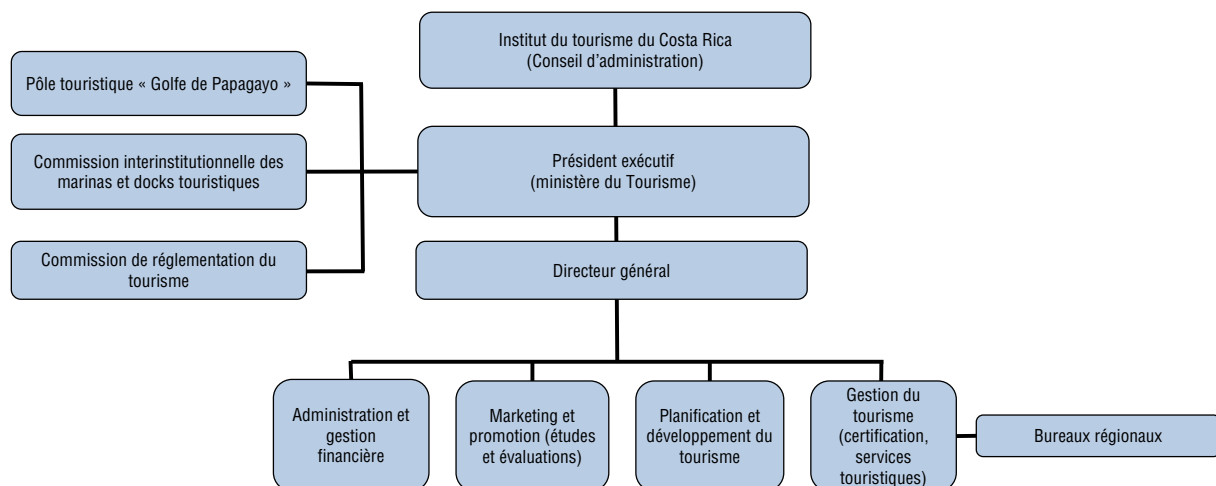 Institut du tourisme du Costa Rica
(Conseil d’administration)
Pôle touristique « Golfe de Papagayo »
Commission interinstitutionnelle des
marinas et docks touristiques
Président exécutif
(ministère du Tourisme)
Commission de réglementation du
tourisme
Directeur général
Administration et
gestion
financière
Marketing et
promotion (études
et évaluations)
Planification et
développement du
tourisme
Gestion du
tourisme
(certification,
services
touristiques)
Bureaux régionaux